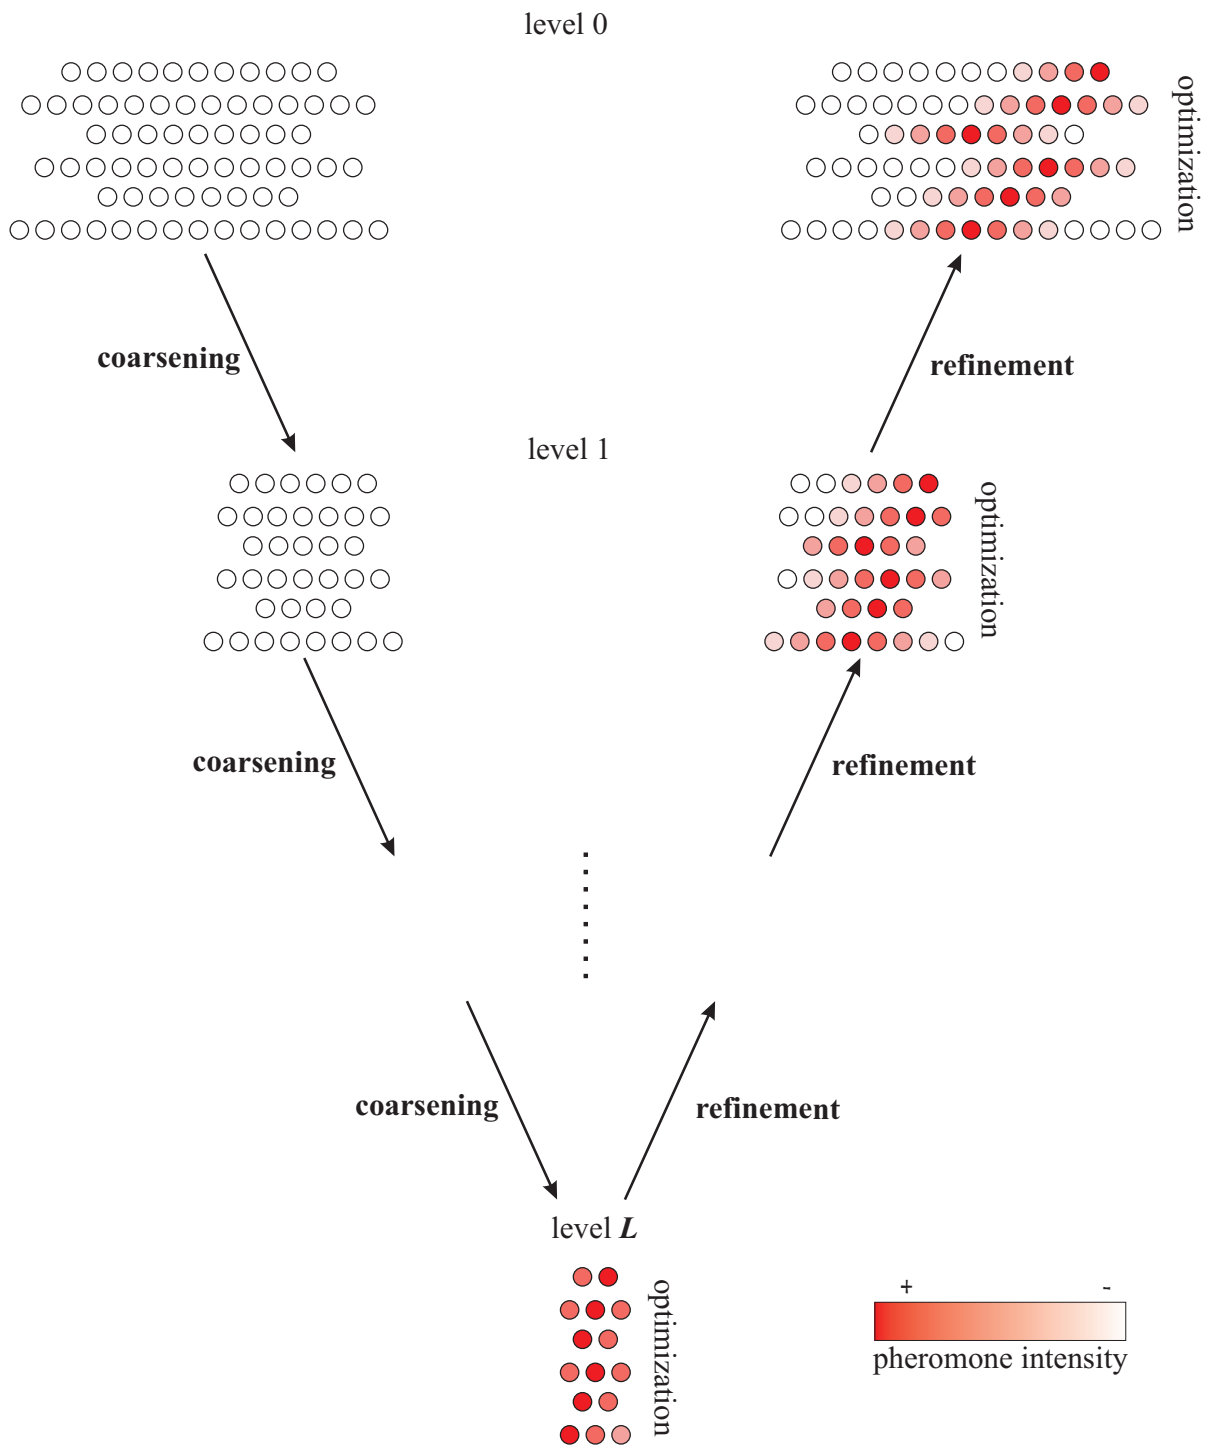 level 0
optimization
coarsening
refinement
level 1
optimization
coarsening
refinement
coarsening
refinement
level L
optimization
+ -
pheromone intensity